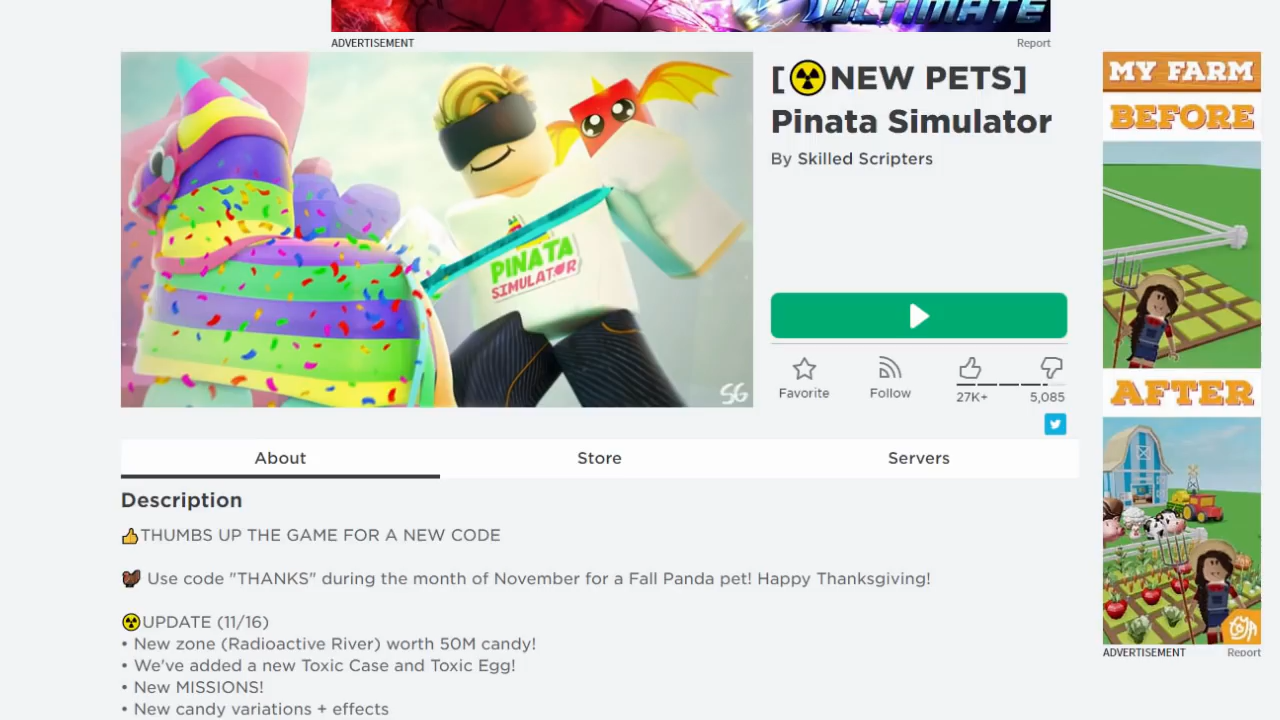 ULTIMATE
ADVERTISEMENT
Report
[☢NEW PETS]
Pinata Simulator
By Skilled Scripters
PINATA
SIMULATOR
SG
Favorite
Follow
27K+
5,085
About
Store
Servers
Description
👍THUMBS UP THE GAME FOR A NEW CODE
🦃 Use code "THANKS" during the month of November for a Fall Panda pet! Happy Thanksgiving!
☢UPDATE (11/16)
• New zone (Radioactive River) worth 50M candy!
• We've added a new Toxic Case and Toxic Egg!
• New MISSIONS!
• New candy variations + effects
MY FARM
BEFORE
AFTER
ADVERTISEMENT
Report